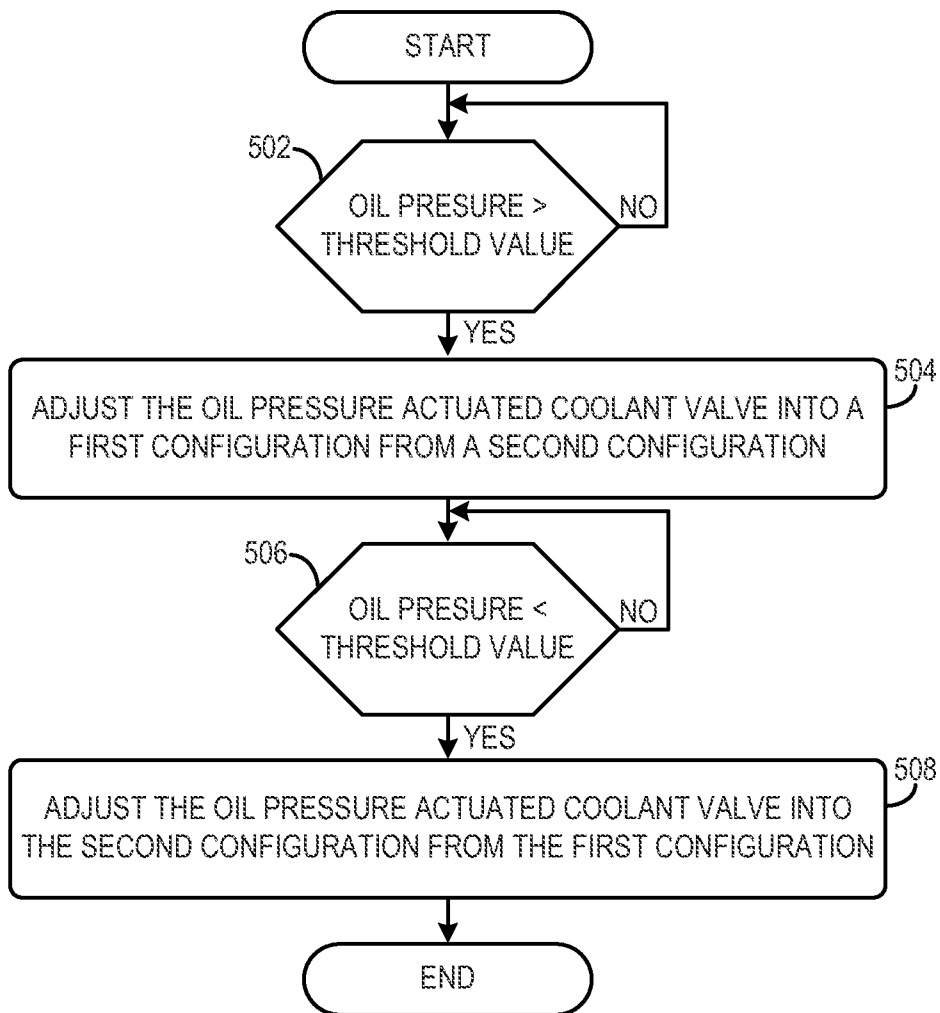 START
502
OIL PRESURE >
THRESHOLD VALUE
NO
YES
504
ADJUST THE OIL PRESSURE ACTUATED COOLANT VALVE INTO A
FIRST CONFIGURATION FROM A SECOND CONFIGURATION
506
OIL PRESURE <
THRESHOLD VALUE
NO
YES
508
ADJUST THE OIL PRESSURE ACTUATED COOLANT VALVE INTO
THE SECOND CONFIGURATION FROM THE FIRST CONFIGURATION
END